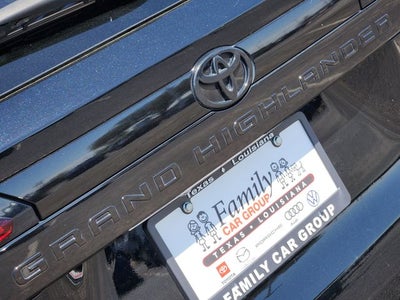 GRAND HIGHLANDER
Texas + Louisiana
Family
CAR GROUP
TEXAS • LOUISIANA
FAMILY CAR GROUP